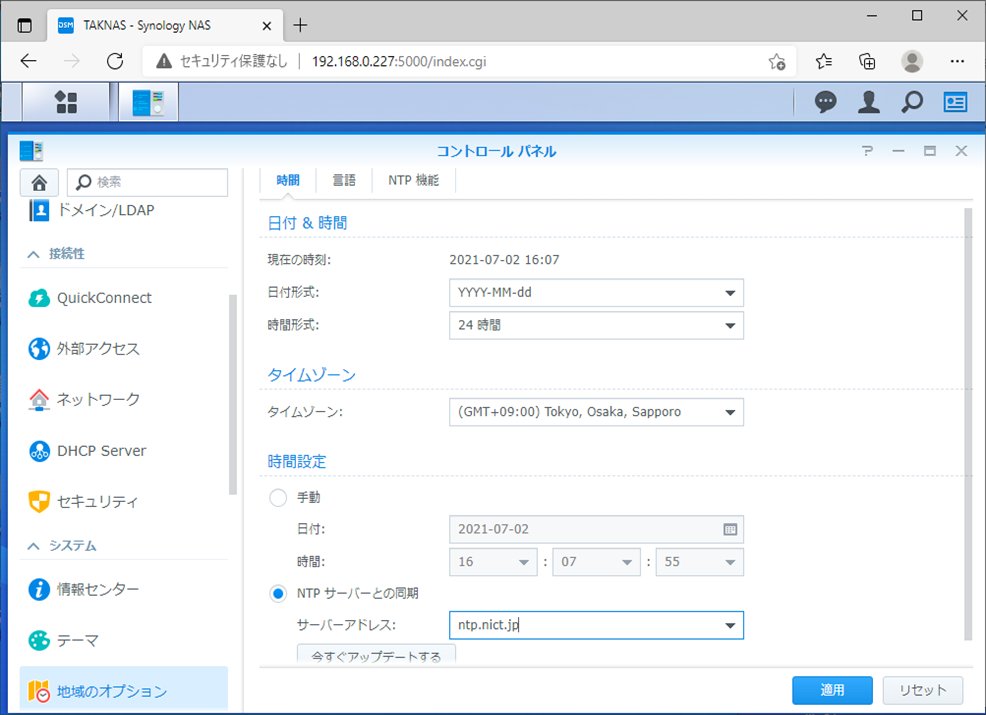 TAKNAS - Synology NAS
セキュリティ保護なし 192.168.0.227:5000/index.cgi
コントロール パネル
検索
ドメイン/LDAP
接続性
QuickConnect
外部アクセス
ネットワーク
DHCP Server
セキュリティ
システム
情報センター
テーマ
地域のオプション
時間 言語 NTP 機能
日付 & 時間
現在の時刻: 2021-07-02 16:07
日付形式: YYYY-MM-dd
時間形式: 24 時間
タイムゾーン
タイムゾーン: (GMT+09:00) Tokyo, Osaka, Sapporo
時間設定
手動
日付: 2021-07-02
時間: 16 : 07 : 55
NTP サーバーとの同期
サーバーアドレス: ntp.nict.jp
今すぐアップデートする
適用 リセット